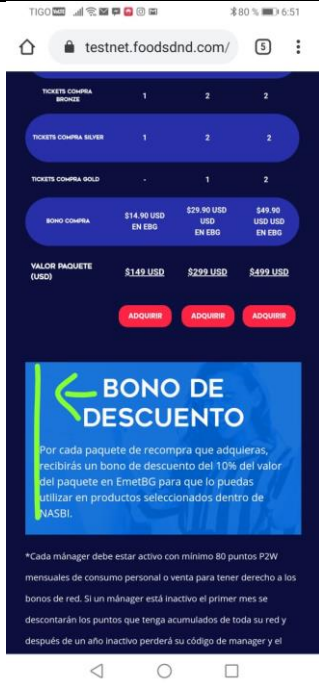 TIGO
80 % 6:51
testnet.foodsdnd.com/
5
TICKETS COMPRA BRONZE 1 2 2
TICKETS COMPRA SILVER 1 2 2
TICKETS COMPRA GOLD - 1 2
BONO COMPRA
$14.90 USD
EN EBG
$29.90 USD
USD
EN EBG
$49.90
USD USD
EN EBG
VALOR PAQUETE
(USD)
$149 USD $299 USD $499 USD
ADQUIRIR ADQUIRIR ADQUIRIR
BONO DE
DESCUENTO
Por cada paquete de recompra que adquieras,
recibirás un bono de descuento del 10% del valor
del paquete en EmetBG para que lo puedas
utilizar en productos seleccionados dentro de
NASBI.
*Cada mánager debe estar activo con mínimo 80 puntos P2W
mensuales de consumo personal o venta para tener derecho a los
bonos de red. Si un mánager está inactivo el primer mes se
descontarán los puntos que tenga acumulados de toda su red y
después de un año inactivo perderá su código de manager y el